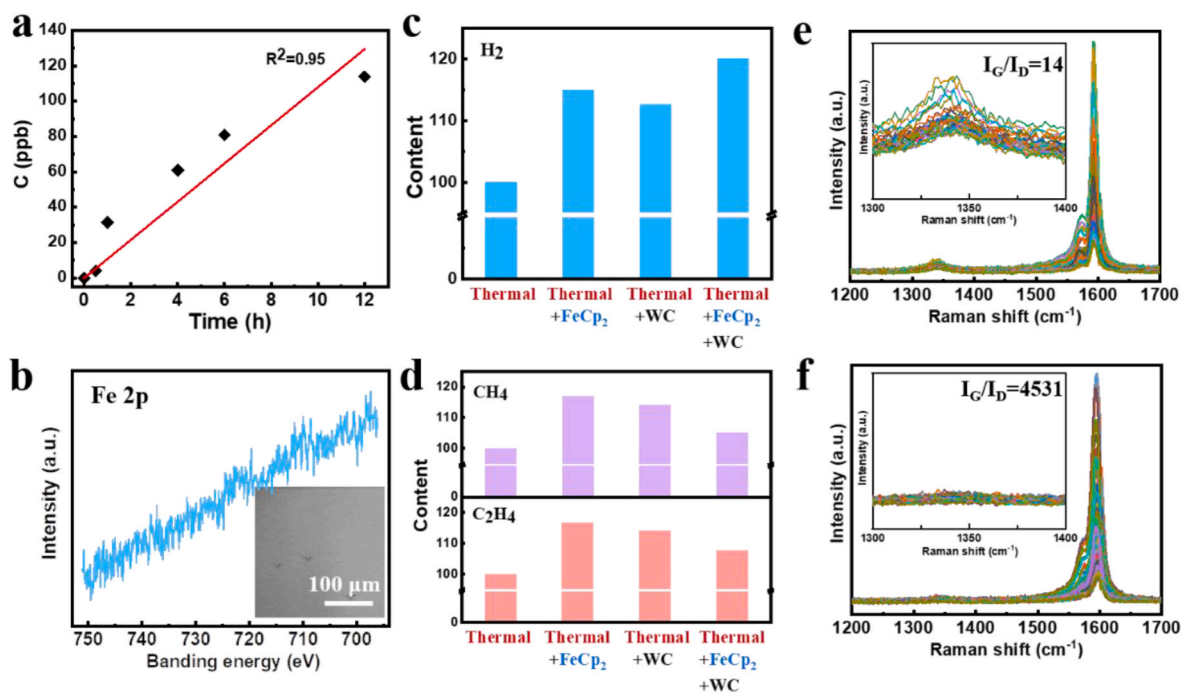 a
C (ppb)
140
120
100
80
60
40
20
0
R²=0.95
0 2 4 6 8 10 12
Time (h)
b
Fe 2p
Intensity (a.u.)
100 μm
750 740 730 720 710 700
Banding energy (eV)
c
H₂
Content
120
110
100
0
Thermal Thermal Thermal Thermal
+FeCp₂ +WC +FeCp₂
+WC
d
CH₄
Content
120
110
100
0
C₂H₄
120
110
100
0
Thermal Thermal Thermal Thermal
+FeCp₂ +WC +FeCp₂
+WC
e
Intensity (a.u.)
I_G/I_D=14
Intensity (a.u.)
1300 1350 1400
Raman shift (cm⁻¹)
1200 1300 1400 1500 1600 1700
Raman shift (cm⁻¹)
f
Intensity (a.u.)
I_G/I_D=4531
Intensity (a.u.)
1300 1350 1400
Raman shift (cm⁻¹)
1200 1300 1400 1500 1600 1700
Raman shift (cm⁻¹)